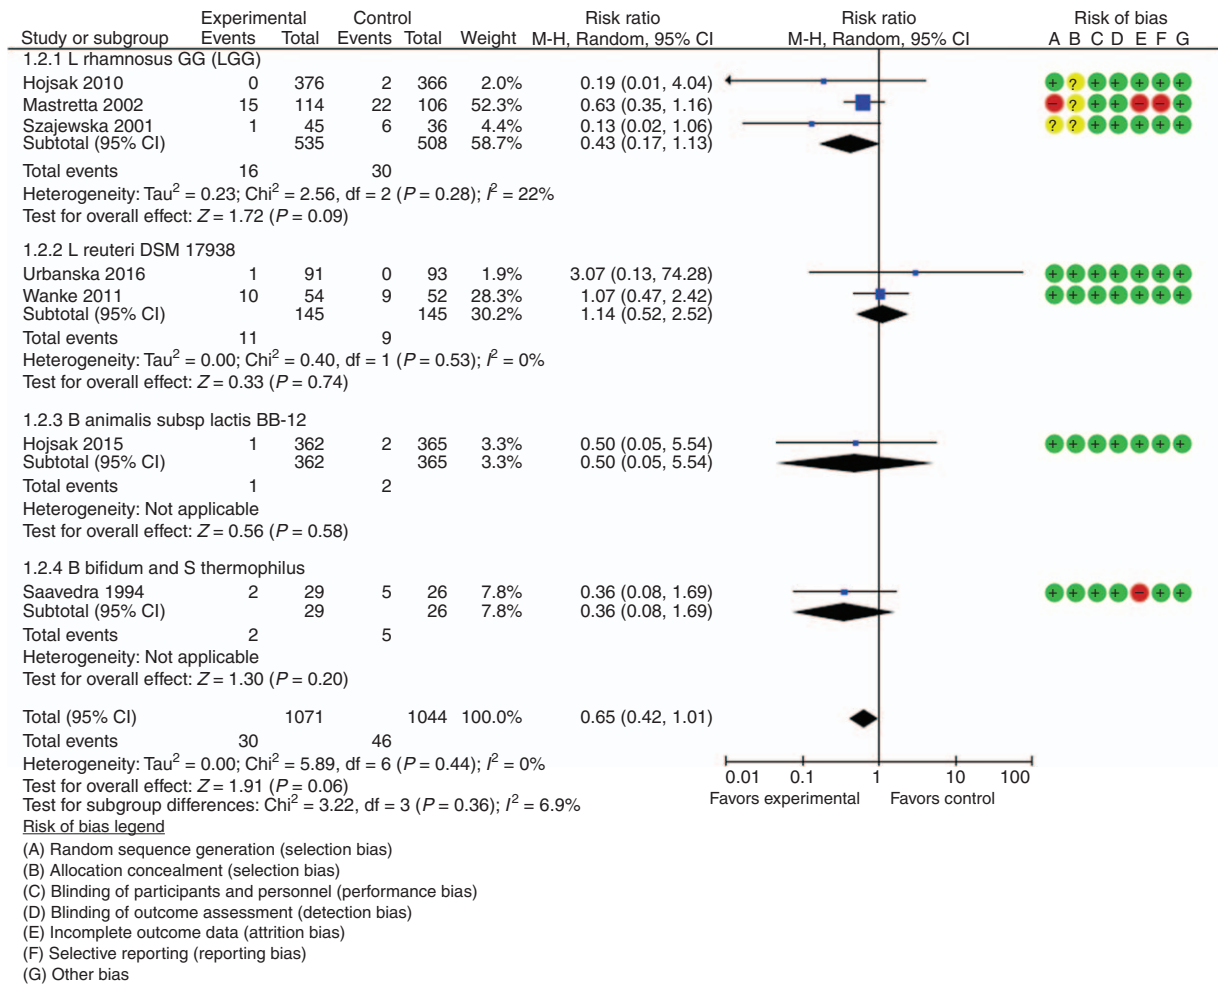 Experimental Control Risk ratio Risk ratio Risk of bias
Study or subgroup Events Total Events Total Weight M-H, Random, 95% CI M-H, Random, 95% CI A B C D E F G
1.2.1 L rhamnosus GG (LGG)
Hojsak 2010 0 376 2 366 2.0% 0.19 (0.01, 4.04) + ? + + + + +
Mastretta 2002 15 114 22 106 52.3% 0.63 (0.35, 1.16) − ? + + − − +
Szajewska 2001 1 45 6 36 4.4% 0.13 (0.02, 1.06) ? ? + + + + +
Subtotal (95% CI) 535 508 58.7% 0.43 (0.17, 1.13)
Total events 16 30
Heterogeneity: Tau² = 0.23; Chi² = 2.56, df = 2 (P = 0.28); I² = 22%
Test for overall effect: Z = 1.72 (P = 0.09)
1.2.2 L reuteri DSM 17938
Urbanska 2016 1 91 0 93 1.9% 3.07 (0.13, 74.28) + + + + + + +
Wanke 2011 10 54 9 52 28.3% 1.07 (0.47, 2.42) + + + + + + +
Subtotal (95% CI) 145 145 30.2% 1.14 (0.52, 2.52)
Total events 11 9
Heterogeneity: Tau² = 0.00; Chi² = 0.40, df = 1 (P = 0.53); I² = 0%
Test for overall effect: Z = 0.33 (P = 0.74)
1.2.3 B animalis subsp lactis BB-12
Hojsak 2015 1 362 2 365 3.3% 0.50 (0.05, 5.54) + + + + + + +
Subtotal (95% CI) 362 365 3.3% 0.50 (0.05, 5.54)
Total events 1 2
Heterogeneity: Not applicable
Test for overall effect: Z = 0.56 (P = 0.58)
1.2.4 B bifidum and S thermophilus
Saavedra 1994 2 29 5 26 7.8% 0.36 (0.08, 1.69) + + + + − + +
Subtotal (95% CI) 29 26 7.8% 0.36 (0.08, 1.69)
Total events 2 5
Heterogeneity: Not applicable
Test for overall effect: Z = 1.30 (P = 0.20)
Total (95% CI) 1071 1044 100.0% 0.65 (0.42, 1.01)
Total events 30 46
Heterogeneity: Tau² = 0.00; Chi² = 5.89, df = 6 (P = 0.44); I² = 0%
Test for overall effect: Z = 1.91 (P = 0.06)
Test for subgroup differences: Chi² = 3.22, df = 3 (P = 0.36); I² = 6.9%
0.01 0.1 1 10 100
Favors experimental Favors control
Risk of bias legend
(A) Random sequence generation (selection bias)
(B) Allocation concealment (selection bias)
(C) Blinding of participants and personnel (performance bias)
(D) Blinding of outcome assessment (detection bias)
(E) Incomplete outcome data (attrition bias)
(F) Selective reporting (reporting bias)
(G) Other bias